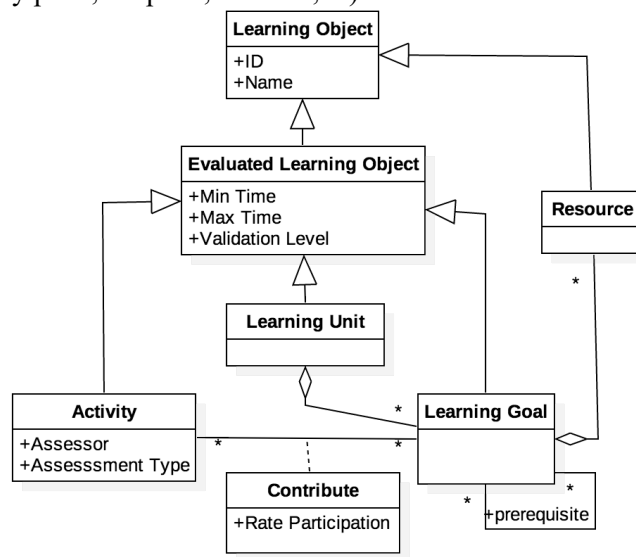 Learning Object
+ID
+Name
Evaluated Learning Object
+Min Time
+Max Time
+Validation Level
Resource
*
Learning Unit
*
Activity
+Assessor
+Assesssment Type
*
*
Learning Goal
Contribute
+Rate Participation
*
*
+prerequisite